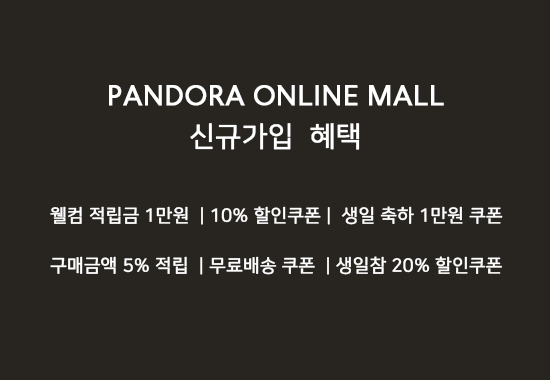 PANDORA ONLINE MALL
신규가입 혜택
웰컴 적립금 1만원 | 10% 할인쿠폰 | 생일 축하 1만원 쿠폰
구매금액 5% 적립 | 무료배송 쿠폰 | 생일참 20% 할인쿠폰